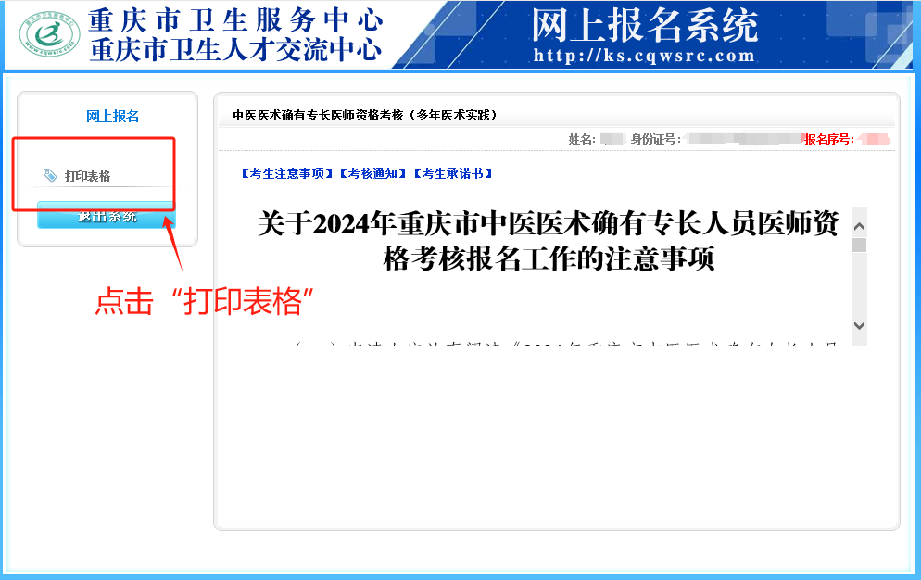 重庆市卫生服务中心
重庆市卫生人才交流中心
网上报名系统
http://ks.cqwsrc.com
网上报名
打印表格
退出系统
点击“打印表格”
中医医术确有专长医师资格考核（多年医术实践）
姓名: 身份证号: 报名序号:
【考生注意事项】【考核通知】【考生承诺书】
关于2024年重庆市中医医术确有专长人员医师资
格考核报名工作的注意事项